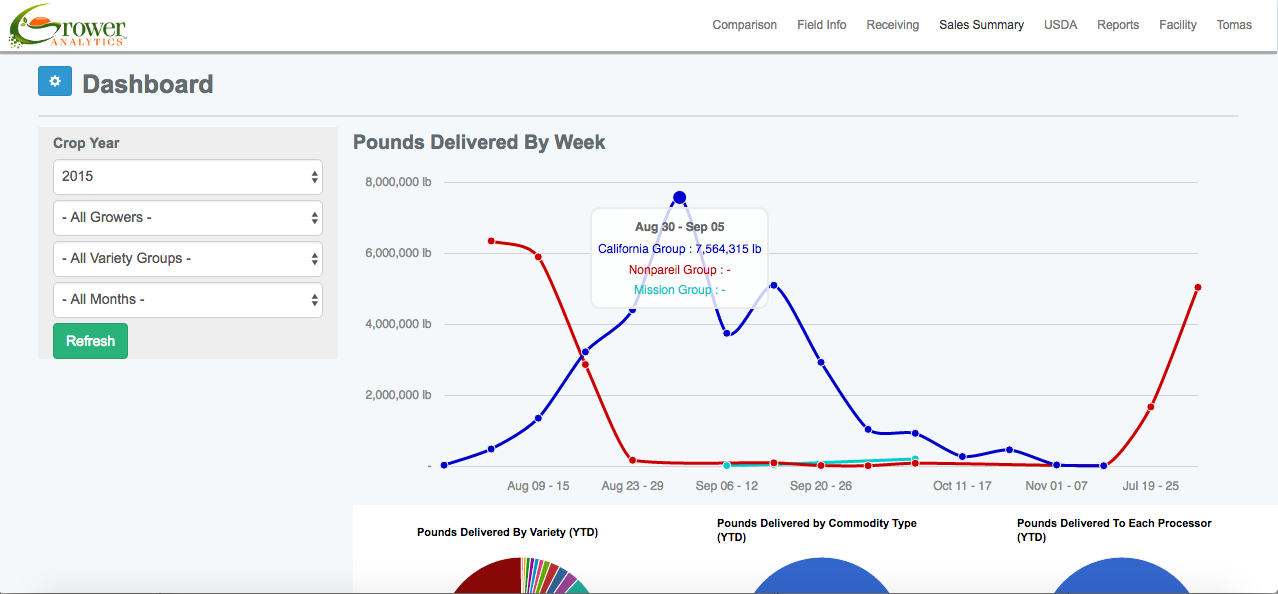 Grower
ANALYTICS
Comparison Field Info Receiving Sales Summary USDA Reports Facility Tomas
Dashboard
Crop Year
2015
- All Growers -
- All Variety Groups -
- All Months -
Refresh
Pounds Delivered By Week
8,000,000 lb
6,000,000 lb
4,000,000 lb
2,000,000 lb
-
Aug 30 - Sep 05
California Group : 7,564,315 lb
Nonpareil Group : -
Mission Group : -
Aug 09 - 15 Aug 23 - 29 Sep 06 - 12 Sep 20 - 26 Oct 11 - 17 Nov 01 - 07 Jul 19 - 25
Pounds Delivered By Variety (YTD)
Pounds Delivered by Commodity Type
(YTD)
Pounds Delivered To Each Processor
(YTD)